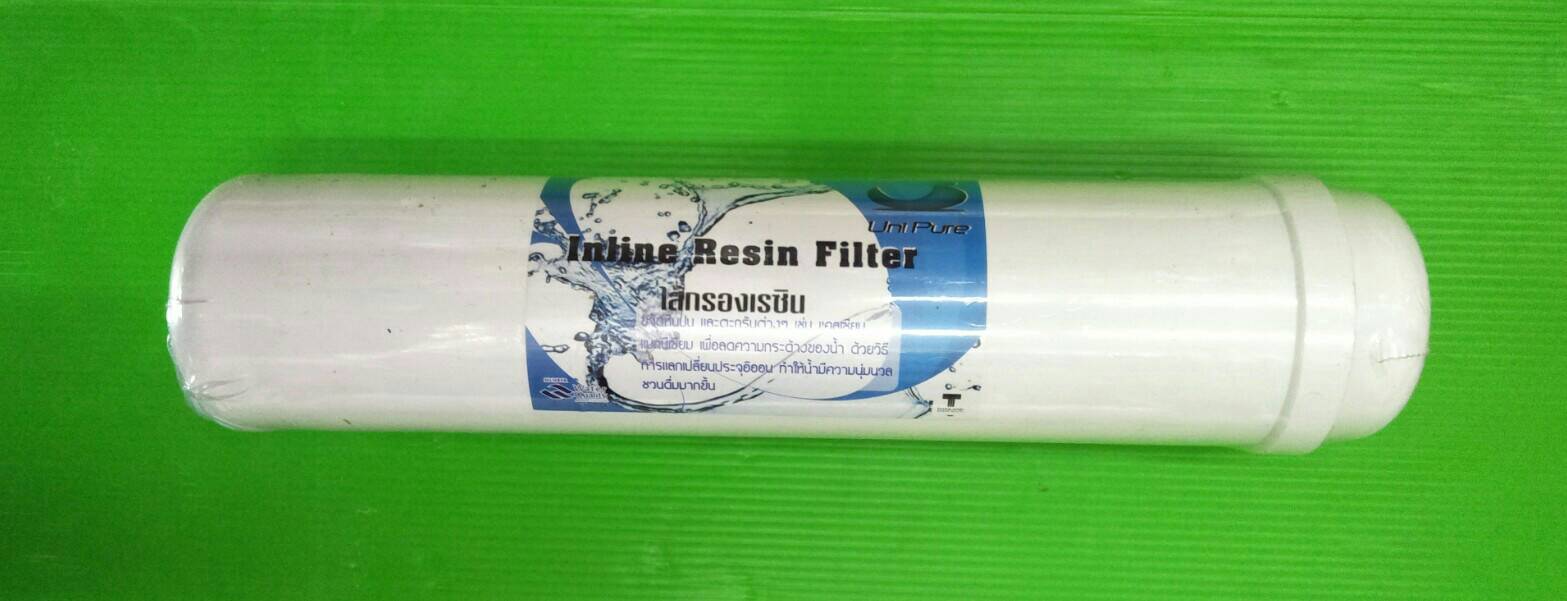 Uni Pure
Inline Resin Filter
ไส้กรองเรซิน
ขจัดหินปูน และตะกรันต่างๆ เช่น แคลเซียม
แมกนีเซียม เพื่อลดความกระด้างของน้ำ ด้วยวิธี
การแลกเปลี่ยนประจุอิออน ทำให้น้ำมีความนุ่มนวล
ชวนดื่มมากขึ้น